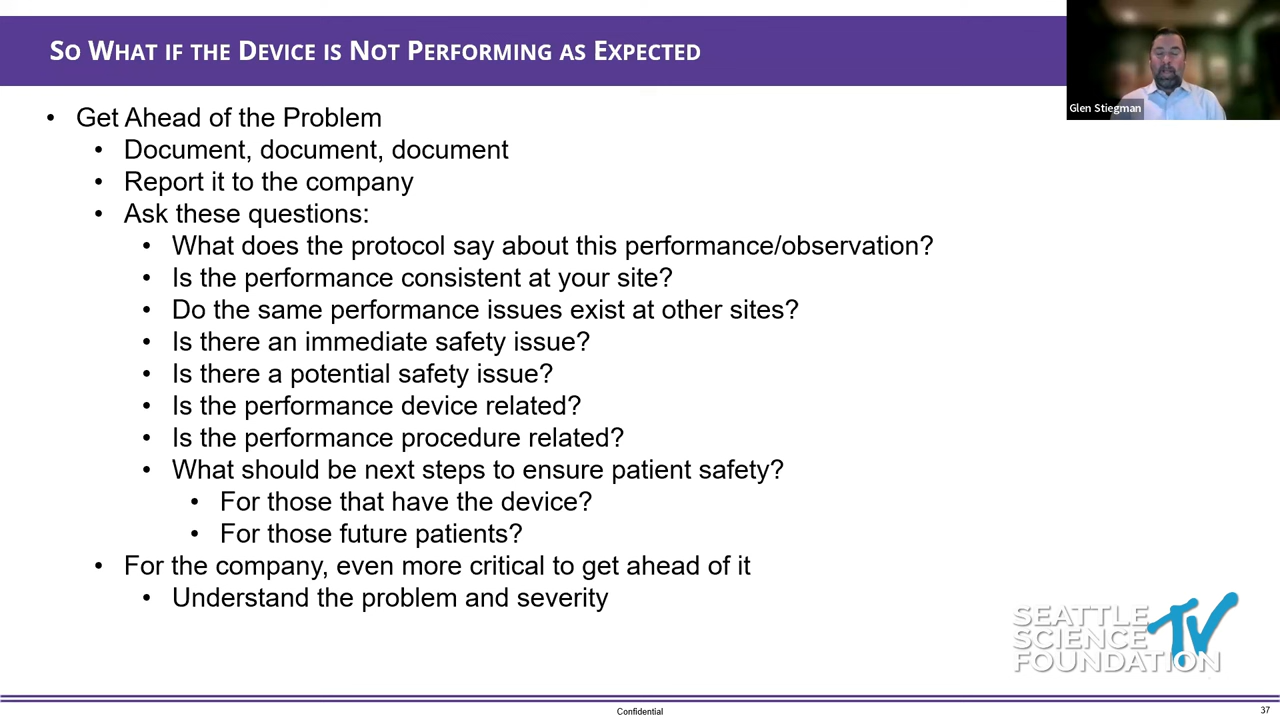 SO WHAT IF THE DEVICE IS NOT PERFORMING AS EXPECTED
Glen Stiegman
• Get Ahead of the Problem
• Document, document, document
• Report it to the company
• Ask these questions:
• What does the protocol say about this performance/observation?
• Is the performance consistent at your site?
• Do the same performance issues exist at other sites?
• Is there an immediate safety issue?
• Is there a potential safety issue?
• Is the performance device related?
• Is the performance procedure related?
• What should be next steps to ensure patient safety?
• For those that have the device?
• For those future patients?
• For the company, even more critical to get ahead of it
• Understand the problem and severity
SEATTLE
SCIENCE
FOUNDATION
TV
Confidential
37